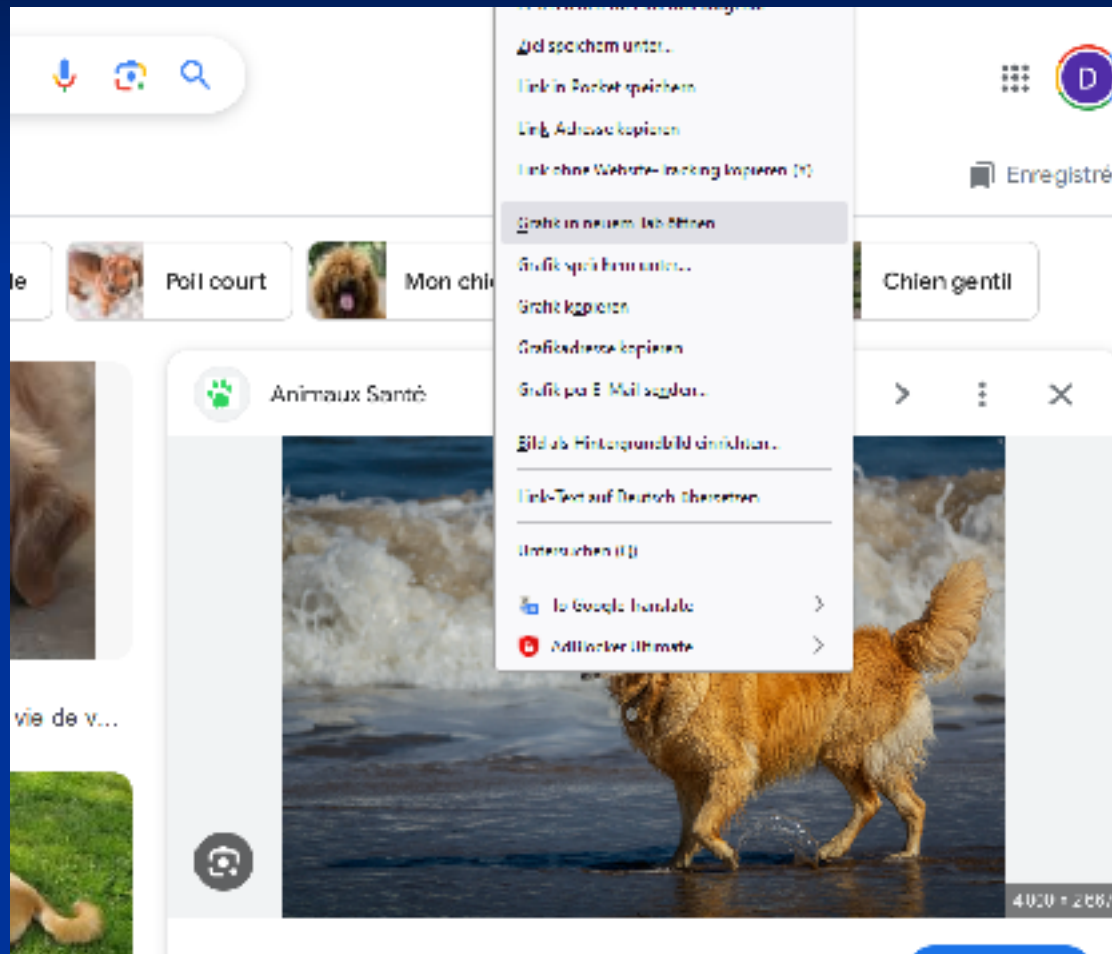 Ziel speichern unter...
Link in Pocket speichern
Link-Adresse kopieren
Link ohne Website-Tracking kopieren
D
Enregistré
Grafik in neuem Tab öffnen
Grafik speichern unter...
Grafik kopieren
Grafikadresse kopieren
Grafik per E-Mail senden...
Bild als Hintergrundbild einrichten...
Link-Text auf Deutsch übersetzen
Untersuchen (Q)
To Google Translate
AdBlocker Ultimate
le
Poil court
Mon chi
Chien gentil
Animaux Santé
vie de v...